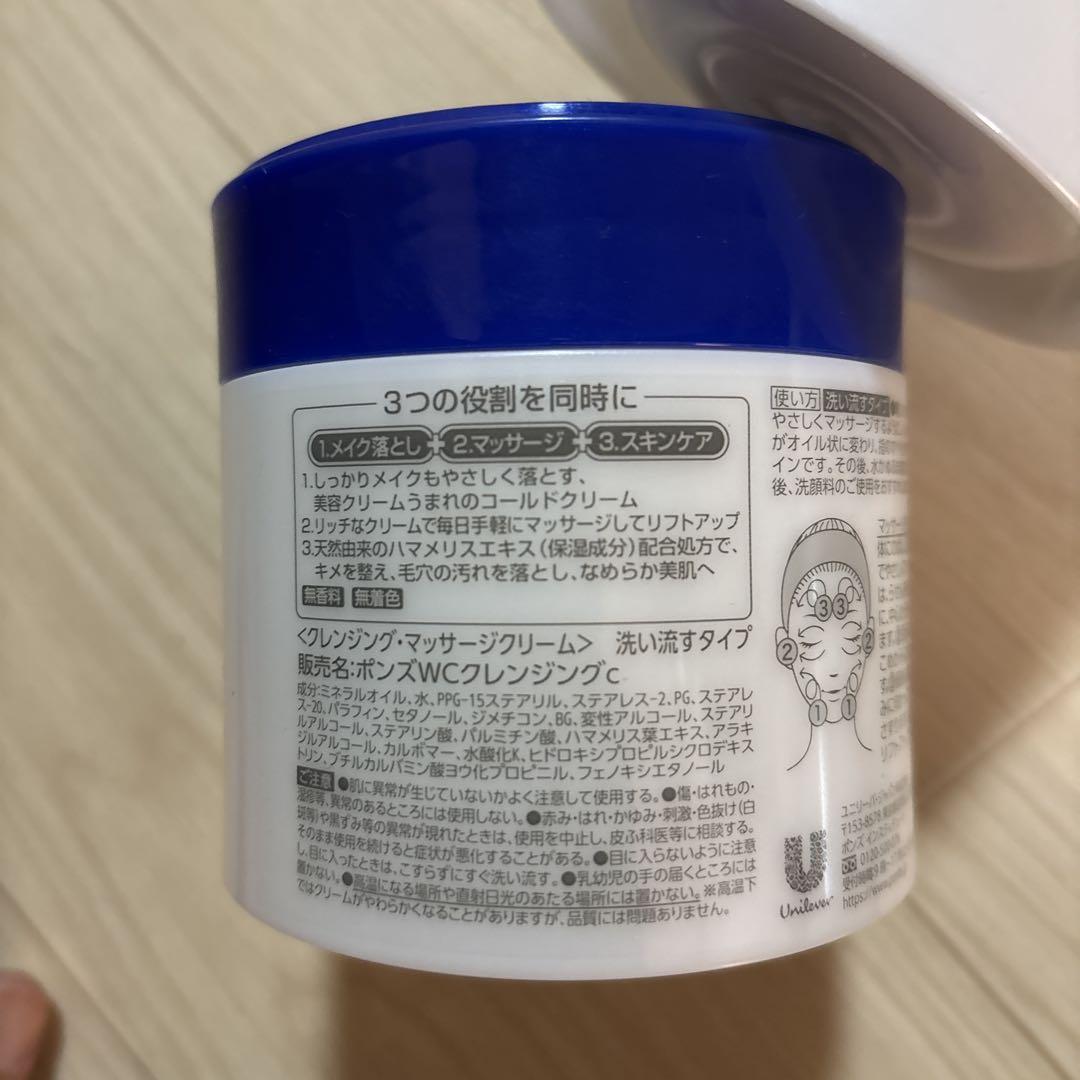 3つの役割を同時に
1.メイク落とし+2.マッサージ+3.スキンケア
1.しっかりメイクもやさしく落とす、
美容クリームうまれのコールドクリーム
2.リッチなクリームで毎日手軽にマッサージしてリフトアップ
3.天然由来のハマメリスエキス(保湿成分)配合処方で、
キメを整え、毛穴の汚れを落とし、なめらか美肌へ
無香料 無着色
<クレンジング・マッサージクリーム> 洗い流すタイプ
販売名:ポンズWCクレンジングc
成分:ミネラルオイル、水、PPG-15ステアリル、ステアレス-2、PG、ステアレ
ス-20、パラフィン、セタノール、ジメチコン、BG、変性アルコール、ステアリ
ルアルコール、ステアリン酸、パルミチン酸、ハマメリス葉エキス、アラキ
ジルアルコール、カルボマー、水酸化K、ヒドロキシプロピルシクロデキス
トリン、ブチルカルバミン酸ヨウ化プロピニル、フェノキシエタノール
ご注意 ●肌に異常が生じていないかよく注意して使用する。●傷・はれもの・
湿疹等、異常のあるところには使用しない。●赤み・はれ・かゆみ・刺激・色抜け(白
斑等)や黒ずみ等の異常が現れたときは、使用を中止し、皮ふ科医等に相談する。
そのまま使用を続けると症状が悪化することがある。●目に入らないように注意
し、目に入ったときは、こすらずにすぐ洗い流す。●乳幼児の手の届くところには
置かない。●高温になる場所や直射日光のあたる場所には置かない。※高温下
ではクリームがやわらかくなることがありますが、品質には問題ありません。
使い方 洗い流すタイプ
やさしくマッサージする
がオイル状に変わり、
インです。その後、
後、洗顔料のご使用を
3 3
2 2
1 1
U
Unilever
〒153-8578
0120-500
https://www